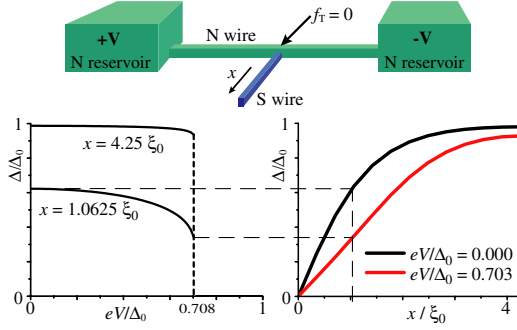 f_T = 0
+V
N reservoir
N wire
-V
N reservoir
x
S wire
1
Δ/Δ₀
0
x = 4.25 ξ₀
x = 1.0625 ξ₀
0
0.708
1
eV/Δ₀
1
Δ/Δ₀
0
eV/Δ₀ = 0.000
eV/Δ₀ = 0.703
0
2
4
x / ξ₀